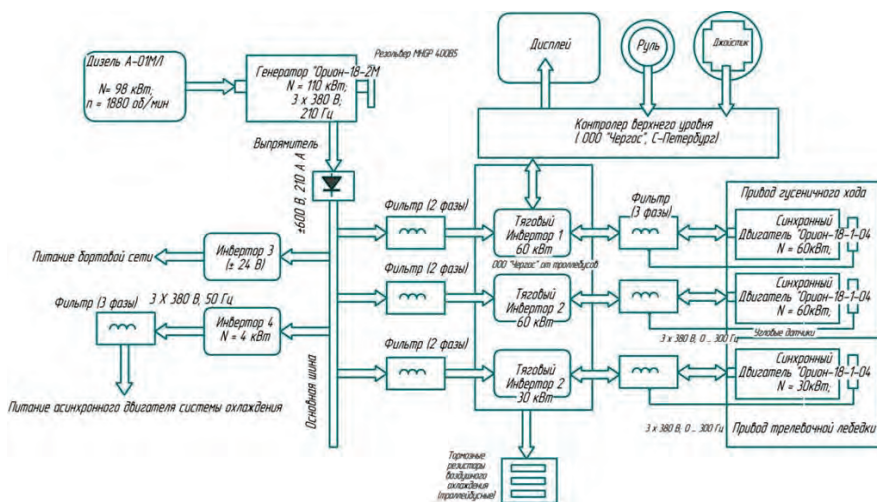 Дизель А-01МЛ
N= 98 кВт;
n = 1880 об/мин
Генератор "Орион-18-2М
N = 110 кВт;
3 х 380 В;
210 Гц
Резольвер MHGP 400BS
Дисплей
Руль
Джойстик
Контролер верхнего уровня
( ООО "Чергос", С-Петербург)
Выпрямитель
±600 В, 210 А А
Фильтр (2 фазы)
Тяговый
Инвертор 1
60 кВт
ООО "Чергос" от троллебусов
Фильтр
(3 фазы)
Привод гусеничного хода
Синхронный
Двигатель "Орион-18-1-04
N = 60кВт;
Инвертор 3
(± 24 В)
Питание бортовой сети
Фильтр (2 фазы)
Тяговый
Инвертор 2
60 кВт
Синхронный
Двигатель "Орион-18-1-04
N = 60кВт;
Угловые датчики
3 х 380 В, 0 ... 300 Гц
Фильтр (3 фазы)
3 Х 380 В, 50 Гц
Инвертор 4
N = 4 кВт
Фильтр (2 фазы)
Тяговый
Инвертор 2
30 кВт
Синхронный
Двигатель "Орион-18-1-04
N = 30кВт;
Основная шина
Питание асинхронного двигателя системы охлаждения
3 х 380 В, 0 ... 300 Гц
Привод трелевочной лебедки
Тормозные
резисторы
воздушного
охлаждения
(троллейбусные)